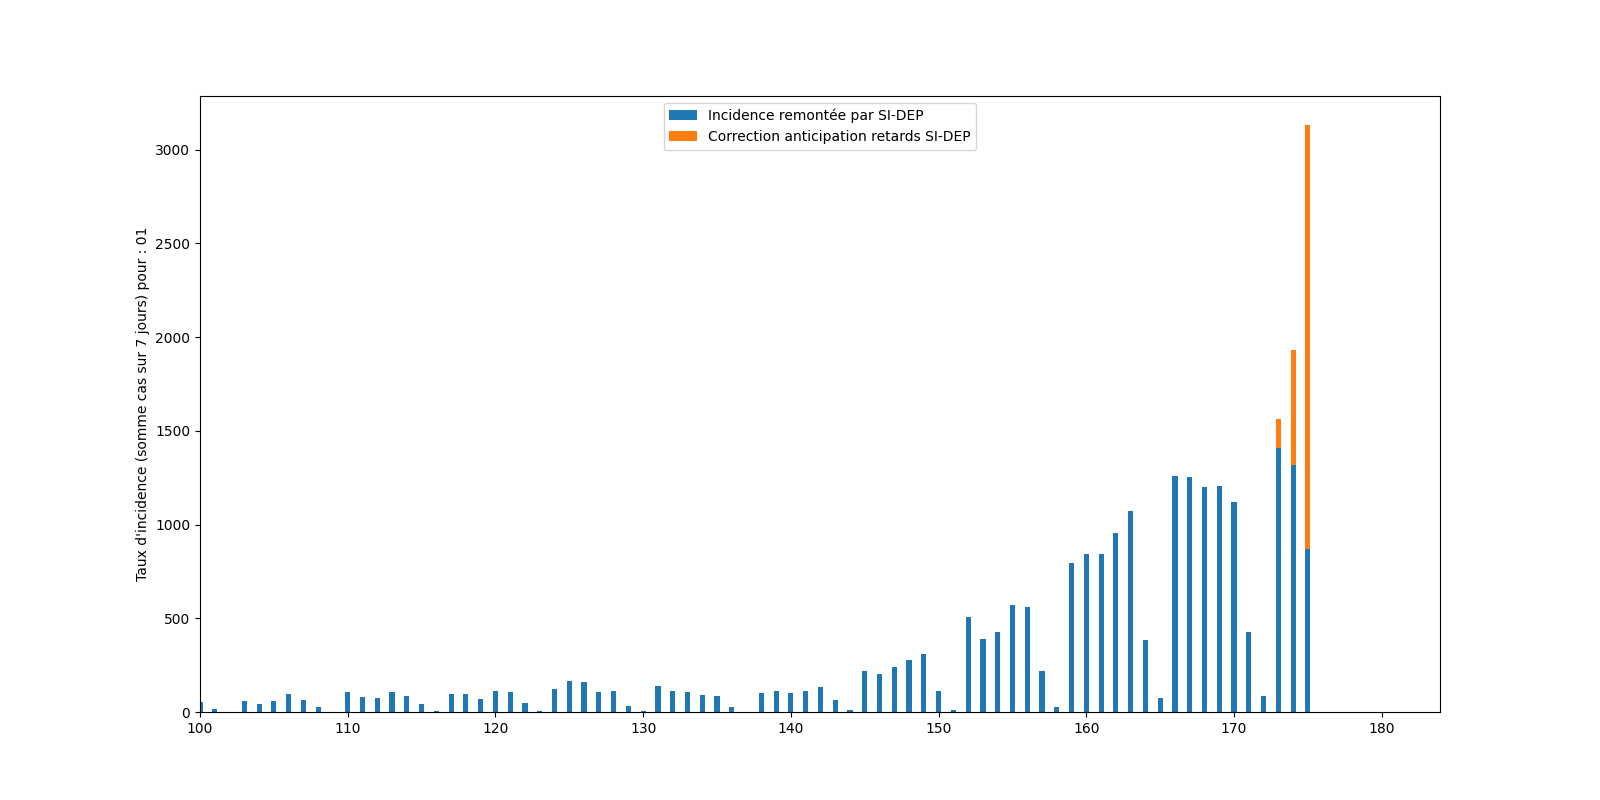 Incidence remontée par SI-DEP
Correction anticipation retards SI-DEP
Taux d'incidence (somme cas sur 7 jours) pour : 01
3000
2500
2000
1500
1000
500
0
100 110 120 130 140 150 160 170 180